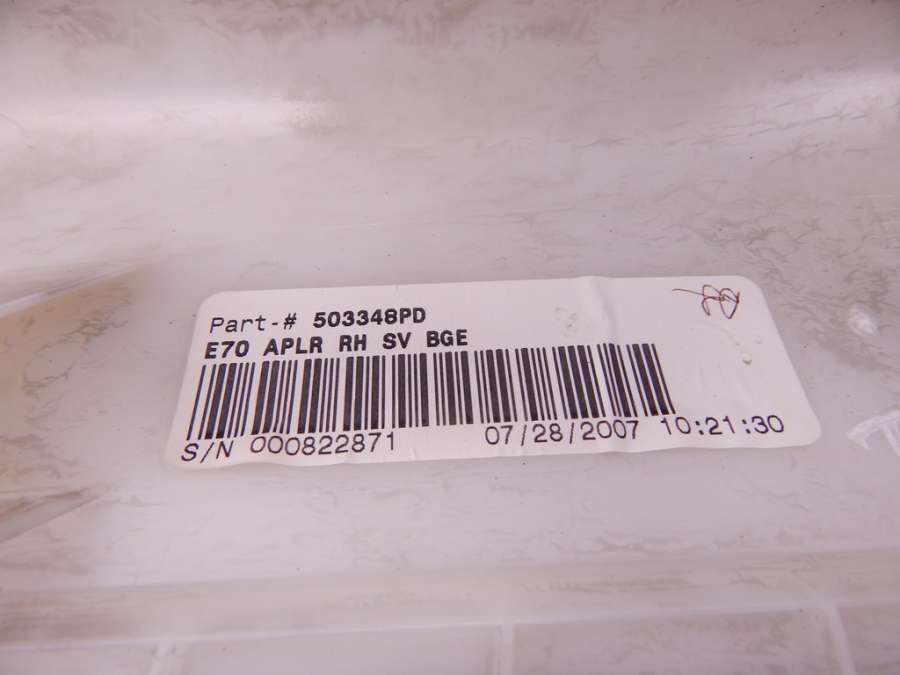 Part-# 503348PD
E70 APLR RH SV BGE
S/N 000822871 07/28/2007 10:21:30